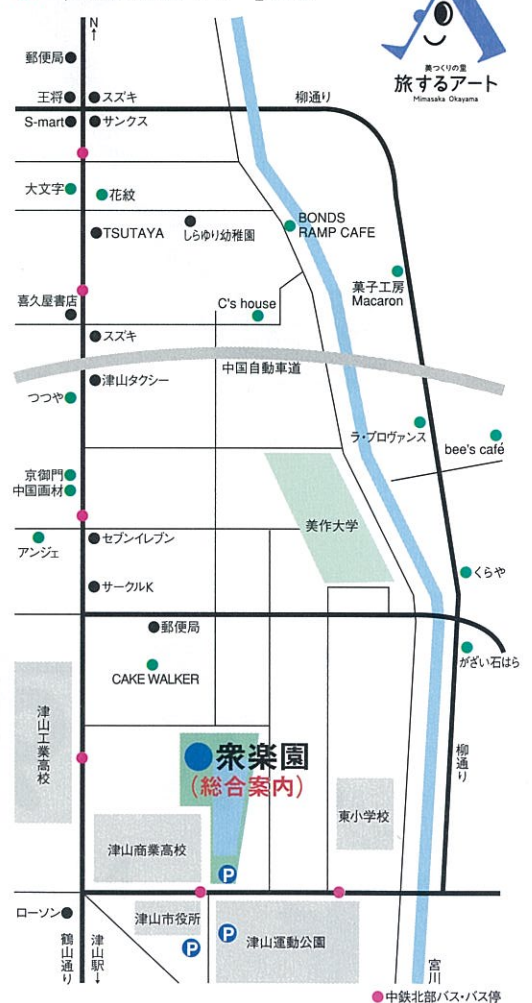 N
美つくりの里
旅するアート
Mimasaka Okayama
郵便局
王将
スズキ
柳通り
S-mart
サンクス
大文字
花紋
TSUTAYA
しらゆり幼稚園
BONDS
RAMP CAFE
菓子工房
Macaron
喜久屋書店
C's house
スズキ
中国自動車道
津山タクシー
つつや
ラ・プロヴァンス
bee's café
京御門
中国画材
美作大学
アンジェ
セブンイレブン
サークルK
くらや
郵便局
がざい石はら
CAKE WALKER
津山工業高校
衆楽園
(総合案内)
柳通り
東小学校
津山商業高校
P
ローソン
津山市役所
P
P
津山運動公園
鶴山通り
津山駅↓
宮川
中鉄北部バス・バス停